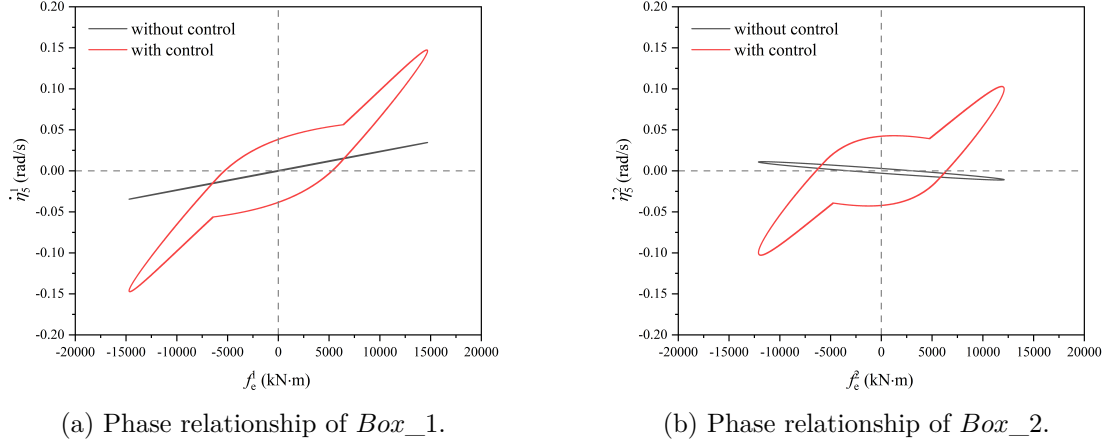 0.20
0.15
0.10
0.05
0.00
-0.05
-0.10
-0.15
-0.20
η̇₅¹ (rad/s)
without control
with control
-20000 -15000 -10000 -5000 0 5000 10000 15000 20000
fₑ¹ (kN·m)
(a) Phase relationship of Box_1.
0.20
0.15
0.10
0.05
0.00
-0.05
-0.10
-0.15
-0.20
η̇₅² (rad/s)
without control
with control
-20000 -15000 -10000 -5000 0 5000 10000 15000 20000
fₑ² (kN·m)
(b) Phase relationship of Box_2.